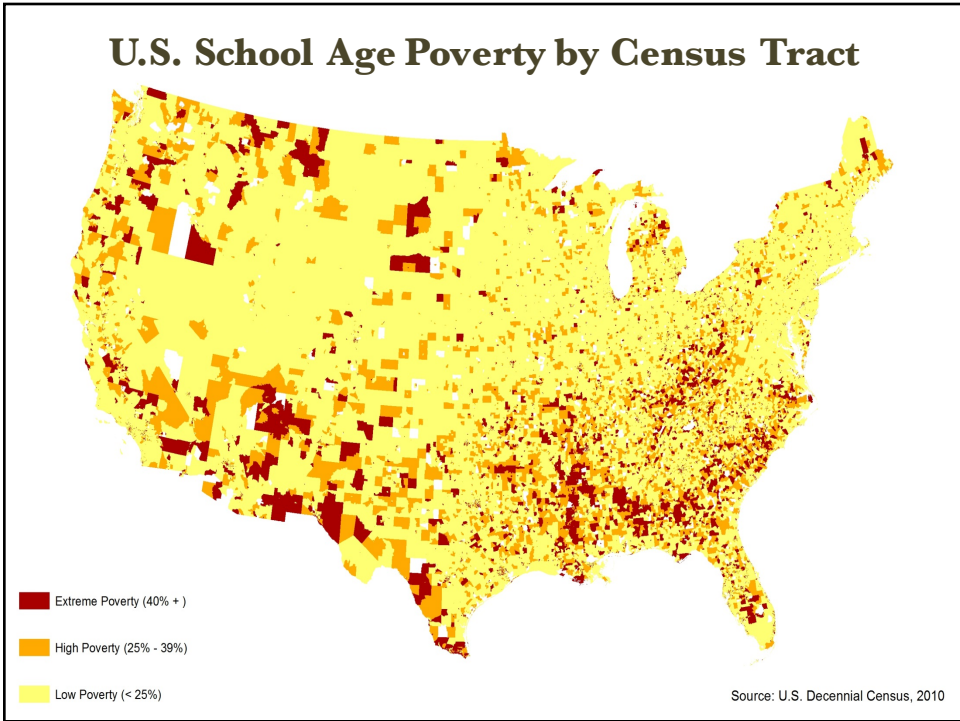 U.S. School Age Poverty by Census Tract
Extreme Poverty (40% + )
High Poverty (25% - 39%)
Low Poverty (< 25%)
Source: U.S. Decennial Census, 2010